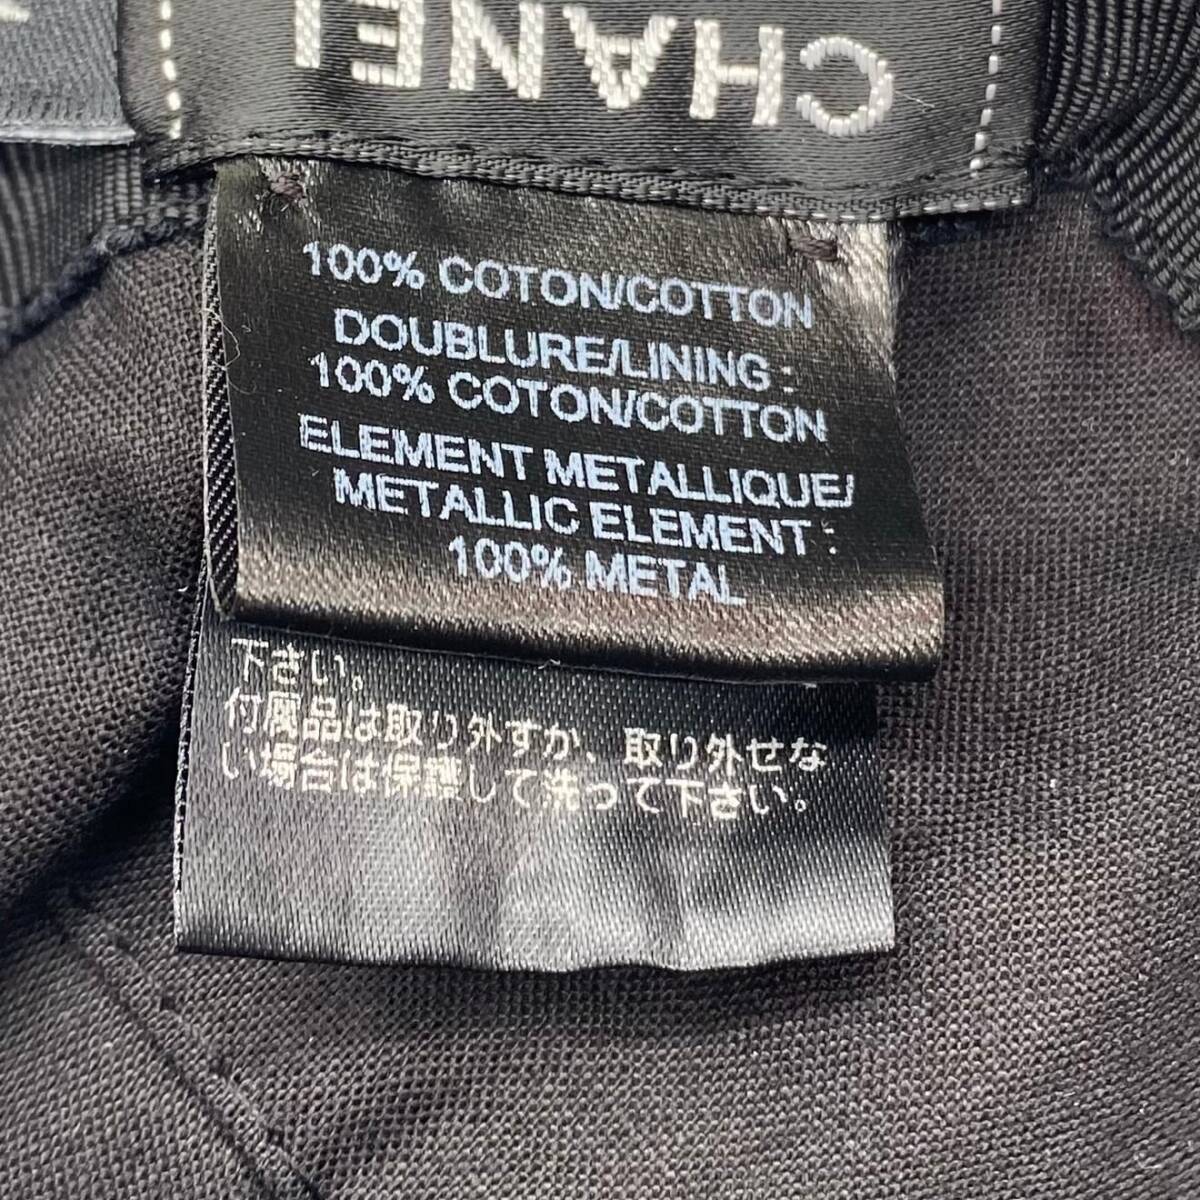 CHANEL
100% COTON/COTTON
DOUBLURE/LINING :
100% COTON/COTTON
ELEMENT METALLIQUE/
METALLIC ELEMENT :
100% METAL
下さい。
付属品は取り外すか、取り外せな
い場合は保護して洗って下さい。